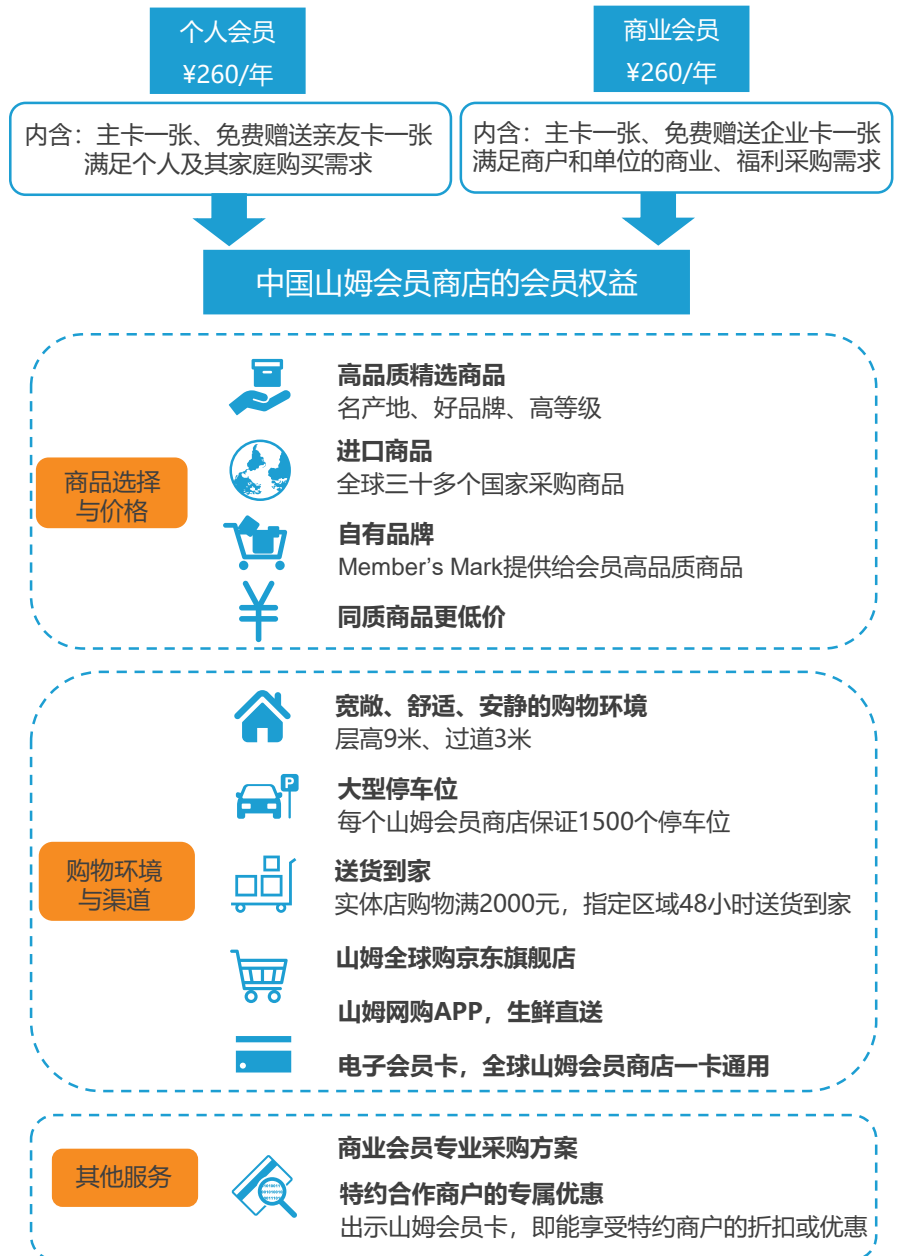 个人会员
¥260/年
商业会员
¥260/年
内含：主卡一张、免费赠送亲友卡一张
满足个人及其家庭购买需求
内含：主卡一张、免费赠送企业卡一张
满足商户和单位的商业、福利采购需求
中国山姆会员商店的会员权益
商品选择
与价格
高品质精选商品
名产地、好品牌、高等级
进口商品
全球三十多个国家采购商品
自有品牌
Member’s Mark提供给会员高品质商品
¥
同质商品更低价
购物环境
与渠道
宽敞、舒适、安静的购物环境
层高9米、过道3米
P
大型停车位
每个山姆会员商店保证1500个停车位
送货到家
实体店购物满2000元，指定区域48小时送货到家
山姆全球购京东旗舰店
山姆网购APP，生鲜直送
电子会员卡，全球山姆会员商店一卡通用
其他服务
商业会员专业采购方案
特约合作商户的专属优惠
出示山姆会员卡，即能享受特约商户的折扣或优惠